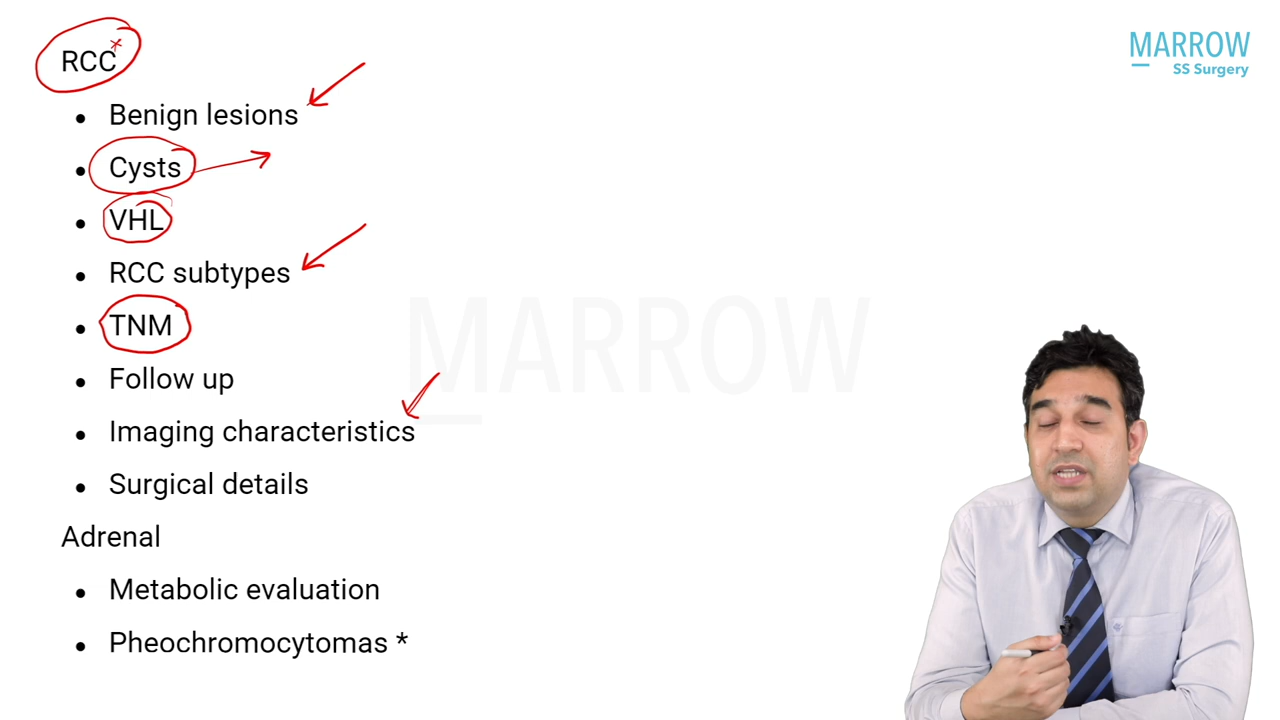 RCC*
• Benign lesions
• Cysts
• VHL
• RCC subtypes
• TNM
• Follow up
• Imaging characteristics
• Surgical details
Adrenal
• Metabolic evaluation
• Pheochromocytomas *
MARROW
SS Surgery
MARROW